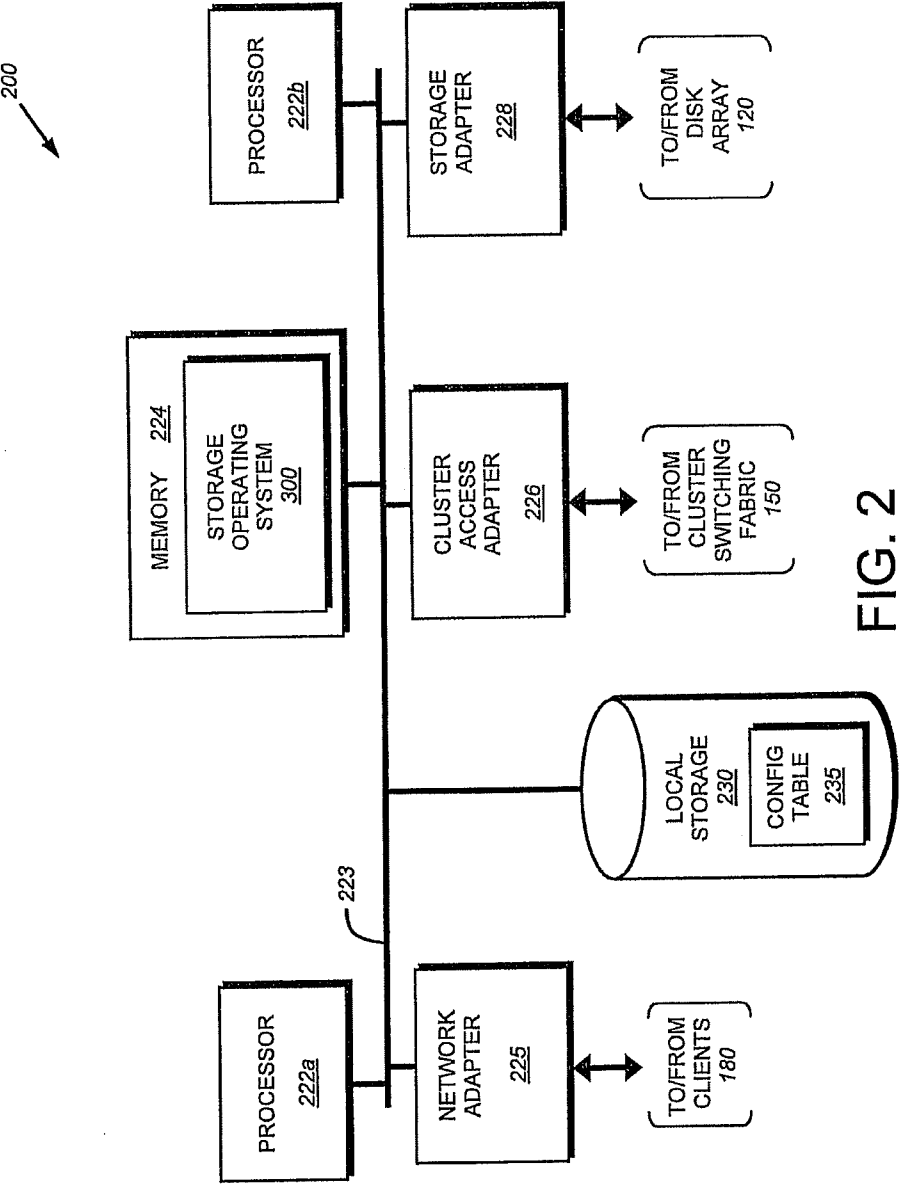 200
PROCESSOR
222a
MEMORY 224
STORAGE
OPERATING
SYSTEM
300
PROCESSOR
222b
223
NETWORK
ADAPTER
225
LOCAL
STORAGE
230
CONFIG
TABLE
235
CLUSTER
ACCESS
ADAPTER
226
STORAGE
ADAPTER
228
TO/FROM
CLIENTS
180
TO/FROM
CLUSTER
SWITCHING
FABRIC
150
TO/FROM
DISK
ARRAY
120
FIG. 2